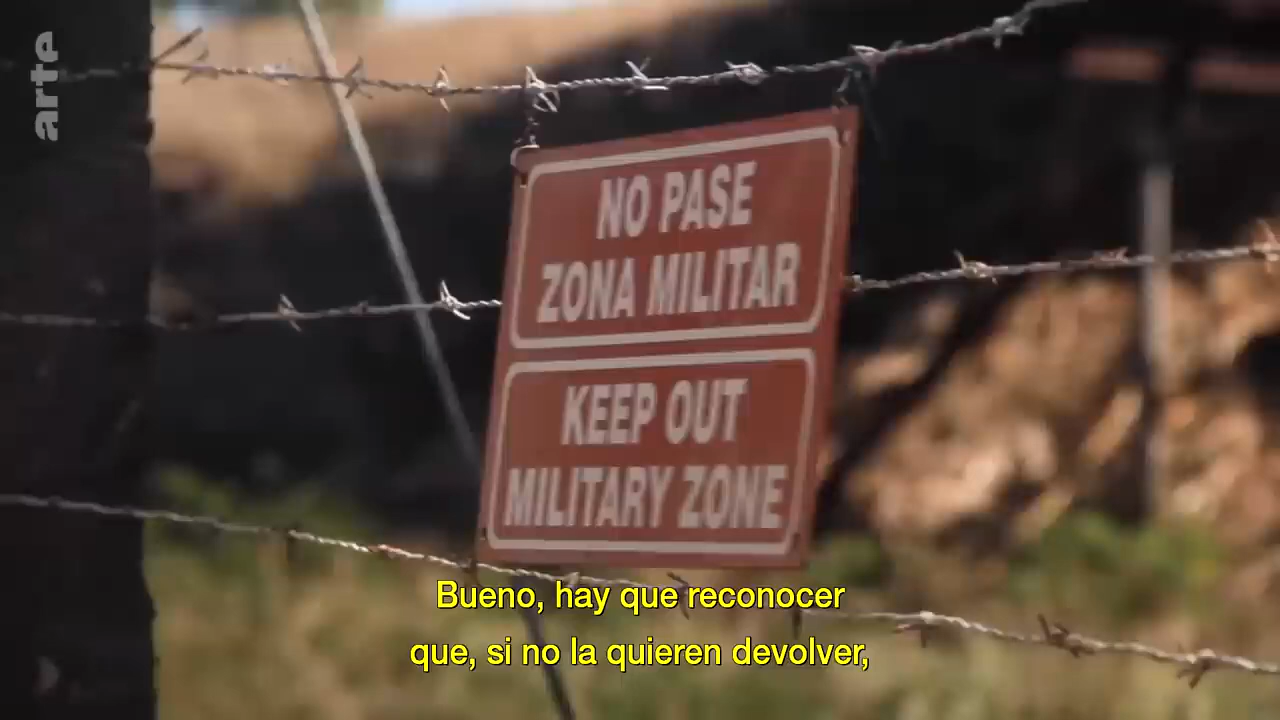 arte
NO PASE
ZONA MILITAR
KEEP OUT
MILITARY ZONE
Bueno, hay que reconocer
que, si no la quieren devolver,